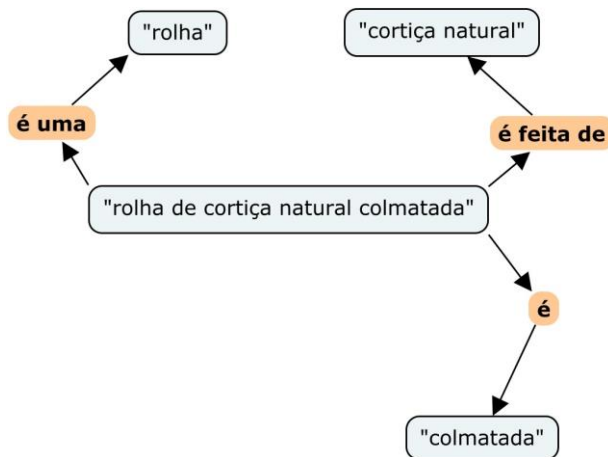 "rolha"
"cortiça natural"
é uma
é feita de
"rolha de cortiça natural colmatada"
é
"colmatada"